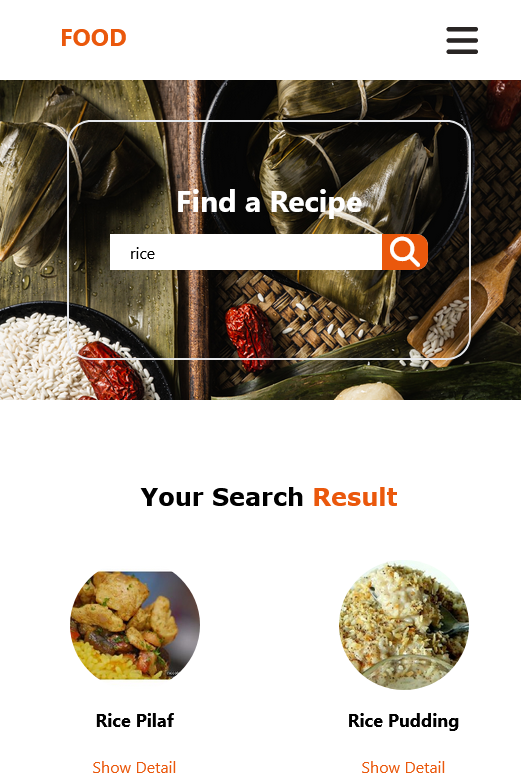 FOOD
Find a Recipe
rice
Your Search Result
Rice Pilaf
Rice Pudding
Show Detail
Show Detail